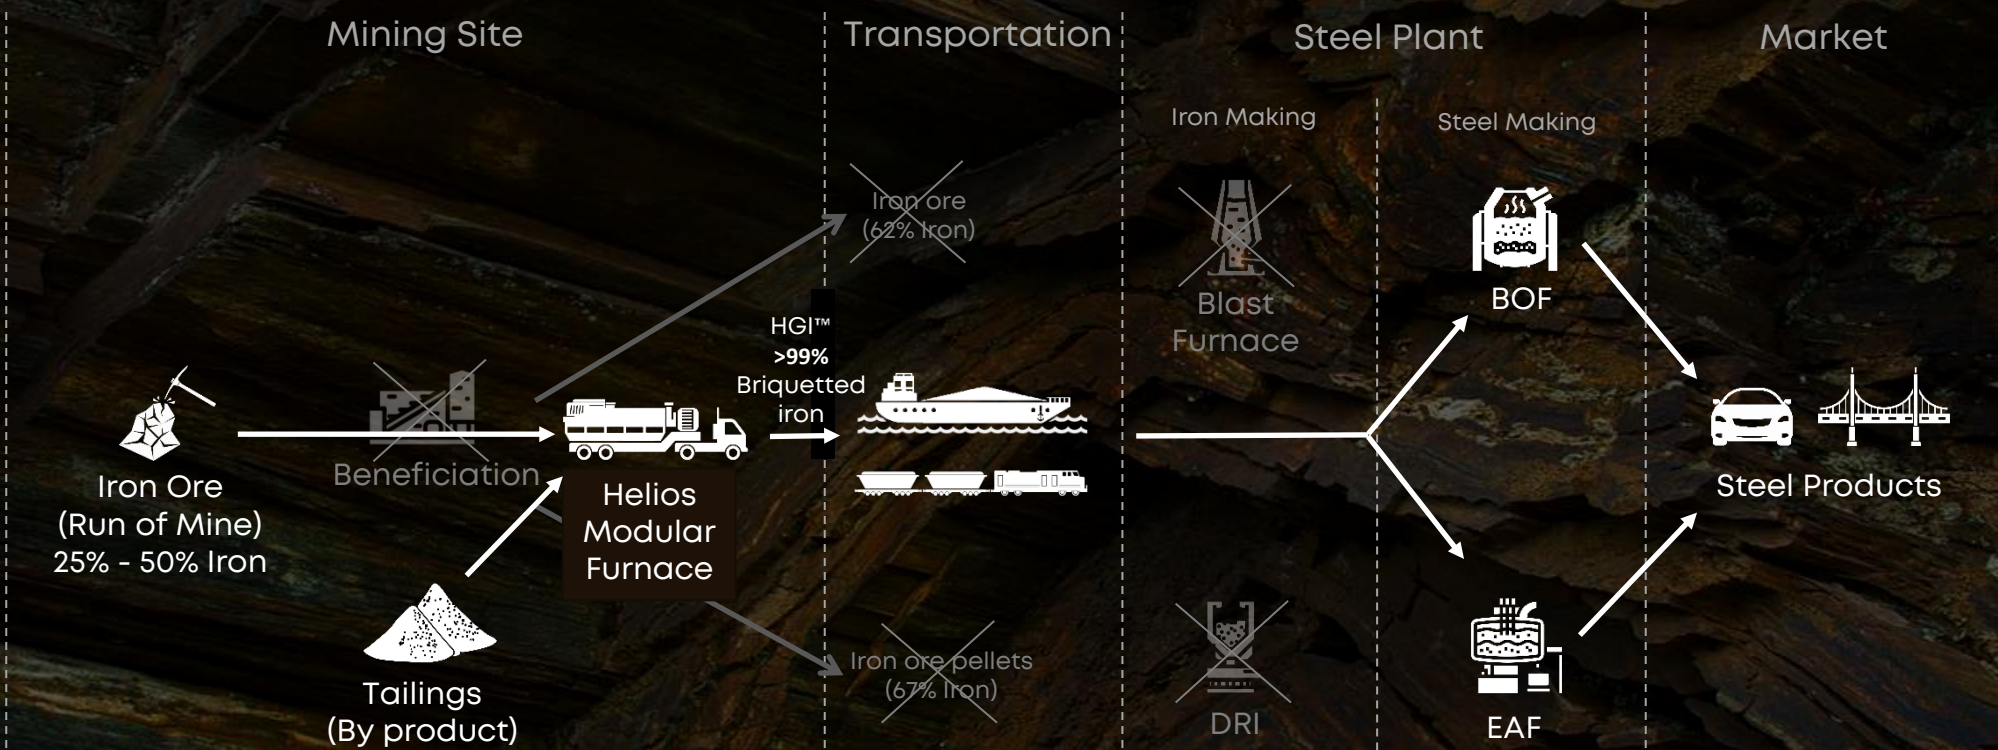 Mining Site
Transportation
Steel Plant
Market
Iron Making
Steel Making
Iron ore
(62% Iron)
Blast
Furnace
BOF
HGI™
>99%
Briquetted
iron
Beneficiation
Iron Ore
(Run of Mine)
25% - 50% Iron
Helios
Modular
Furnace
Steel Products
Tailings
(By product)
Iron ore pellets
(67% Iron)
DRI
EAF